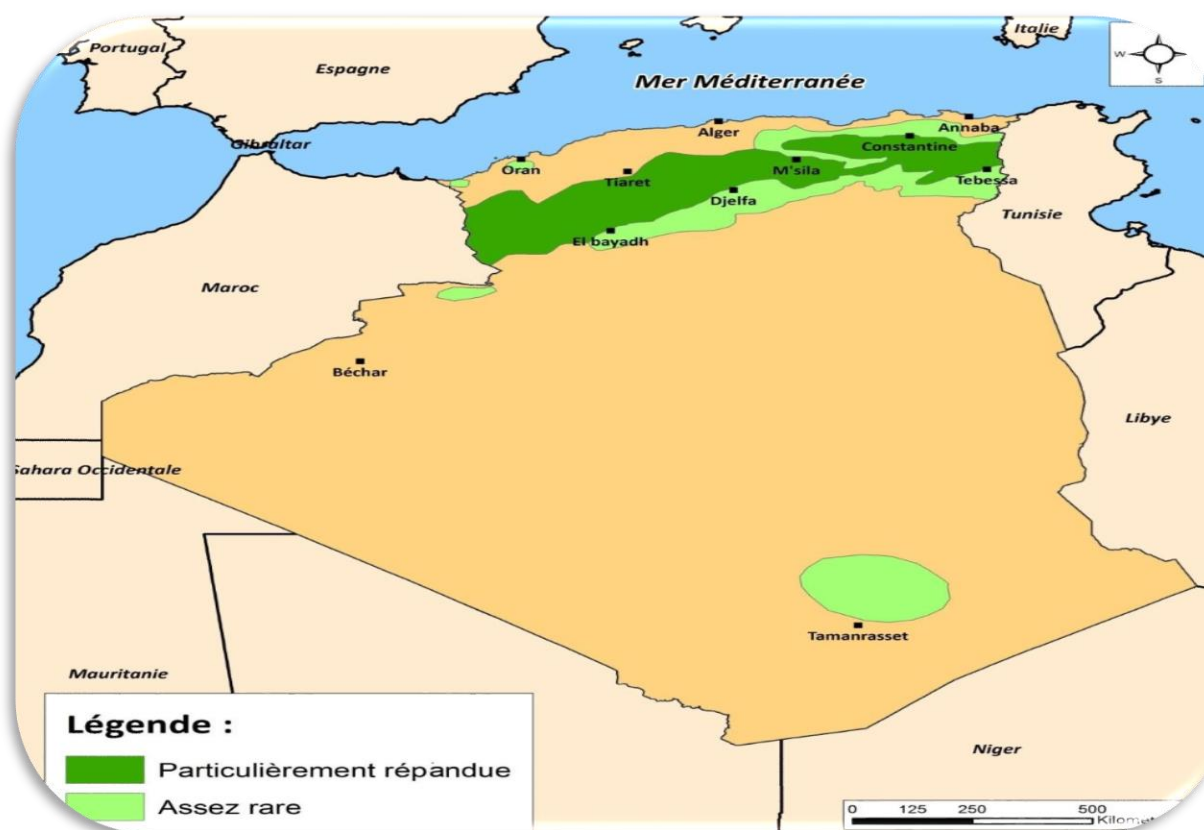 Portugal
Espagne
Italie
Mer Méditerranée
W
S
Gibraltar
Alger
Annaba
Constantine
Oran
Tiaret
M'sila
Tebessa
Djelfa
Tunisie
El bayadh
Maroc
Béchar
Libye
Sahara Occidentale
Tamanrasset
Mauritanie
Niger
Légende :
Particulièrement répandue
Assez rare
0 125 250 500